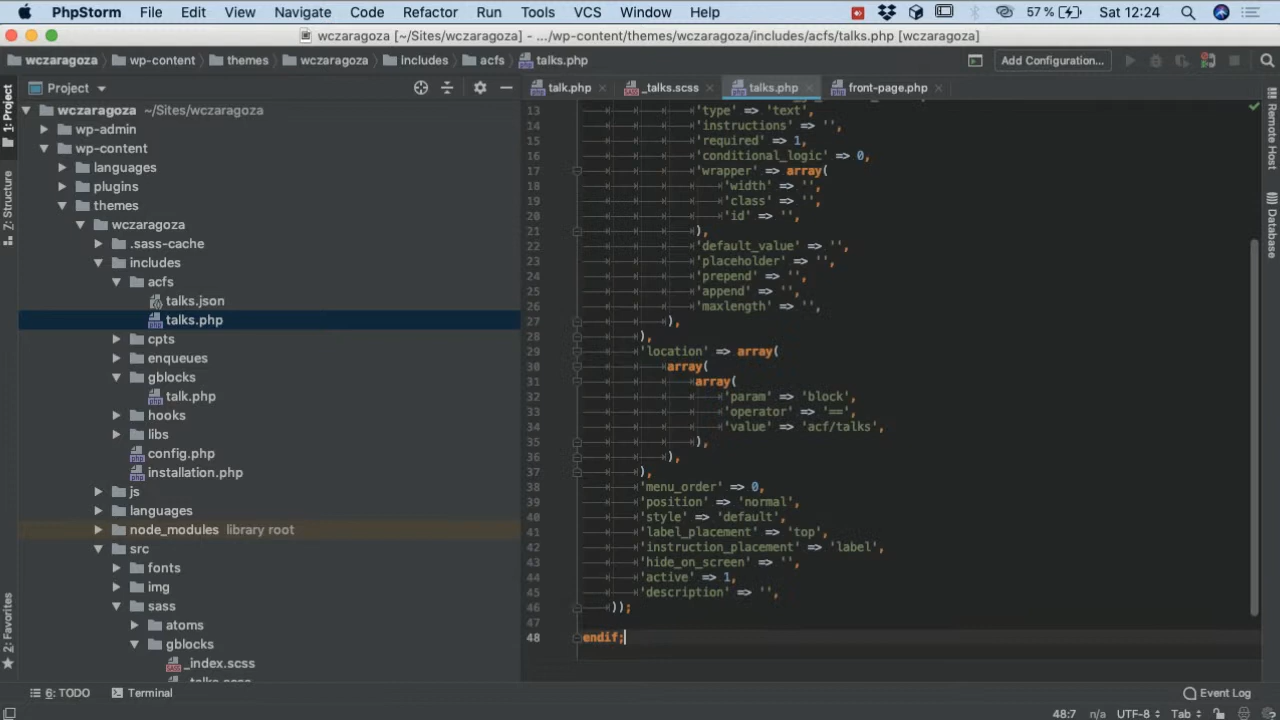 PhpStorm File Edit View Navigate Code Refactor Run Tools VCS Window Help 57 % Sat 12:24
wczaragoza [~/Sites/wczaragoza] – .../wp-content/themes/wczaragoza/includes/acfs/talks.php [wczaragoza]
wczaragoza wp-content themes wczaragoza includes acfs talks.php Add Configuration...
Project
talk.php _talks.scss talks.php front-page.php
1: Project
Z: Structure
2: Favorites
wczaragoza ~/Sites/wczaragoza
wp-admin
wp-content
languages
plugins
themes
wczaragoza
.sass-cache
includes
acfs
talks.json
talks.php
cpts
enqueues
gblocks
talk.php
hooks
libs
config.php
installation.php
js
languages
node_modules library root
src
fonts
img
sass
atoms
gblocks
_index.scss
_talks.scss
13 'type' => 'text',
14 'instructions' => '',
15 'required' => 1,
16 'conditional_logic' => 0,
17 'wrapper' => array(
18 'width' => '',
19 'class' => '',
20 'id' => '',
21 ),
22 'default_value' => '',
23 'placeholder' => '',
24 'prepend' => '',
25 'append' => '',
26 'maxlength' => '',
27 ),
28 ),
29 'location' => array(
30 array(
31 array(
32 'param' => 'block',
33 'operator' => '==',
34 'value' => 'acf/talks',
35 ),
36 ),
37 ),
38 'menu_order' => 0,
39 'position' => 'normal',
40 'style' => 'default',
41 'label_placement' => 'top',
42 'instruction_placement' => 'label',
43 'hide_on_screen' => '',
44 'active' => 1,
45 'description' => '',
46 ));
47
48 endif;
Remote Host
Database
6: TODO Terminal Event Log
48:7 n/a UTF-8 Tab